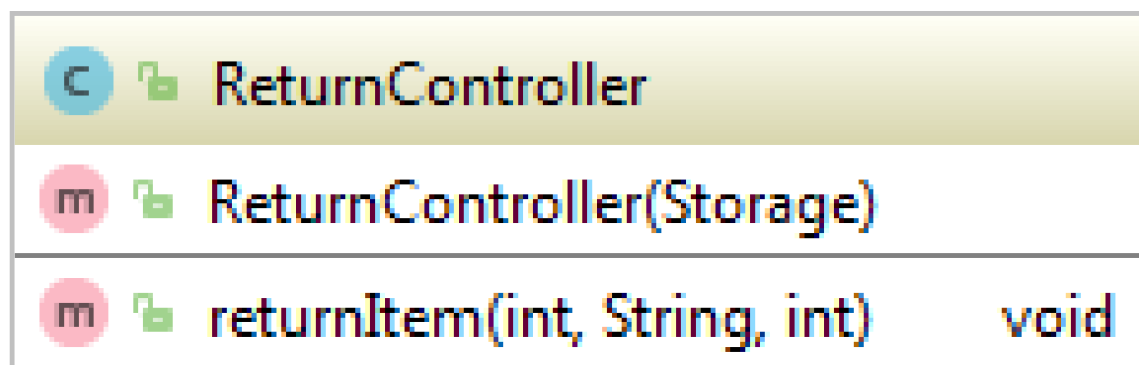 C ReturnController
m ReturnController(Storage)
m returnItem(int, String, int) void